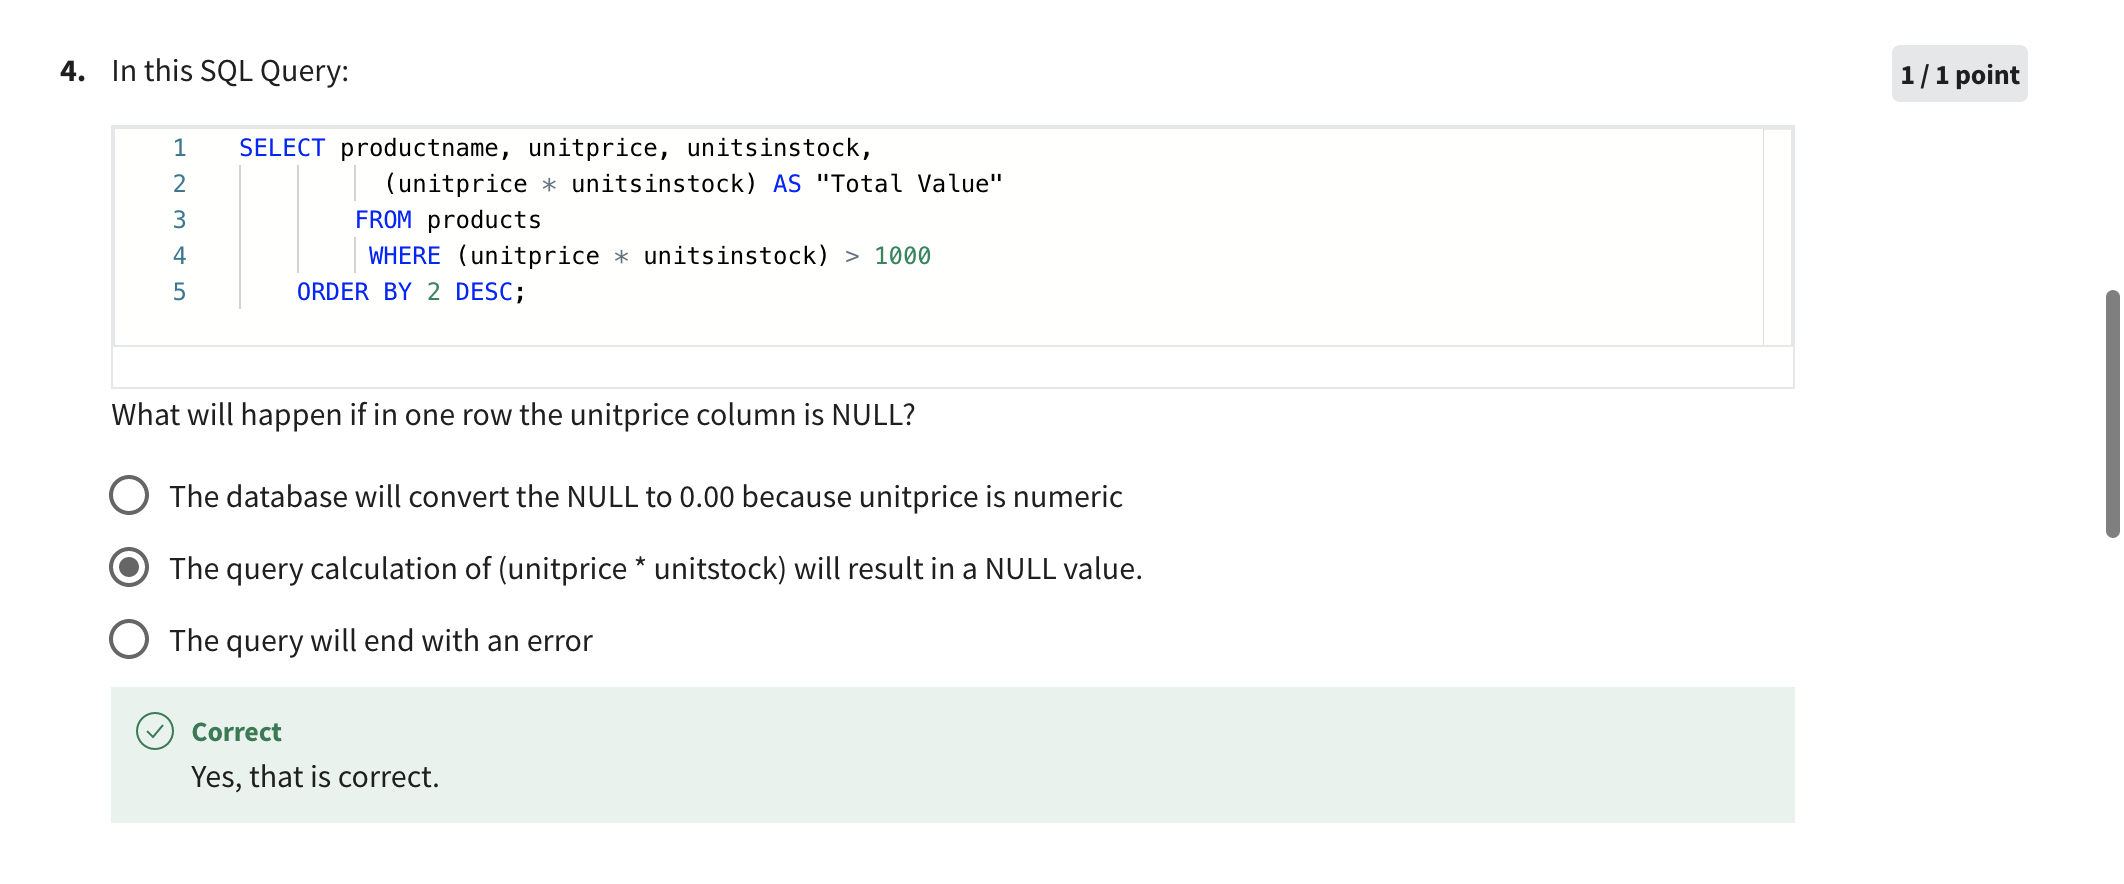 4. In this SQL Query:
1 / 1 point
1 SELECT productname, unitprice, unitsinstock,
2 (unitprice * unitsinstock) AS "Total Value"
3 FROM products
4 WHERE (unitprice * unitsinstock) > 1000
5 ORDER BY 2 DESC;
What will happen if in one row the unitprice column is NULL?
The database will convert the NULL to 0.00 because unitprice is numeric
The query calculation of (unitprice * unitstock) will result in a NULL value.
The query will end with an error
Correct
Yes, that is correct.